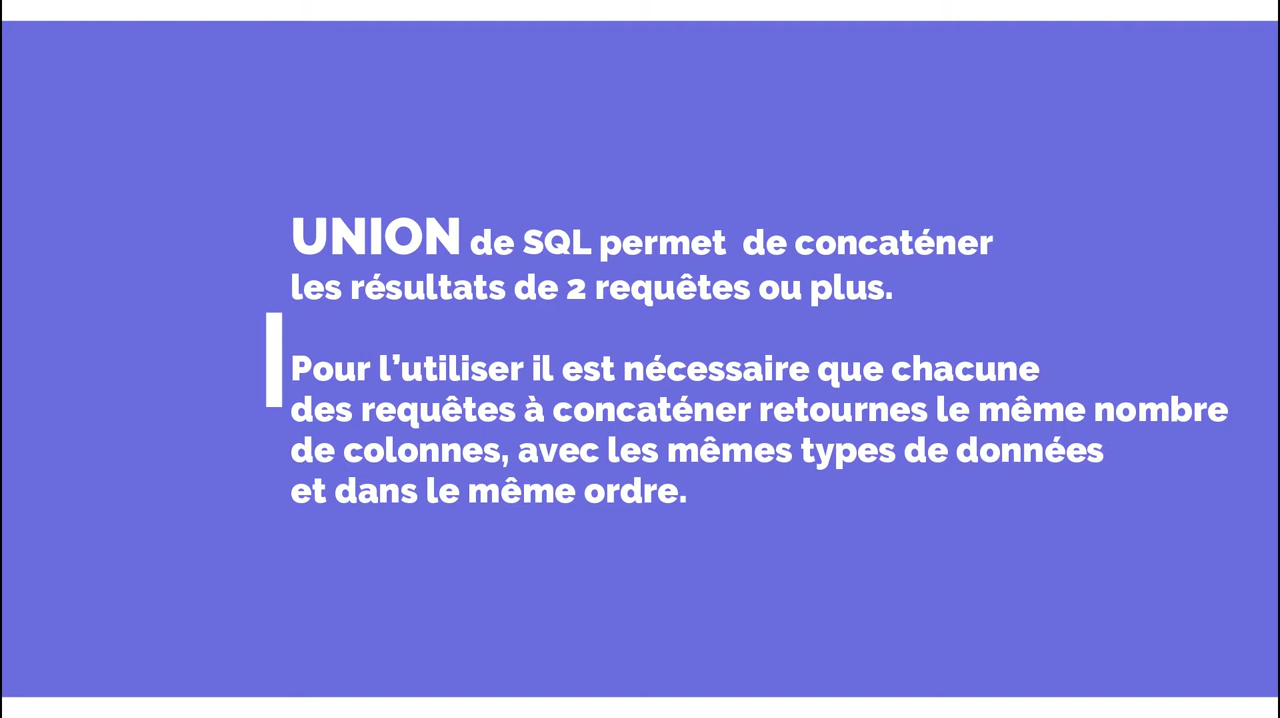 UNION de SQL permet  de concaténer
les résultats de 2 requêtes ou plus.
Pour l’utiliser il est nécessaire que chacune
des requêtes à concaténer retournes le même nombre
de colonnes, avec les mêmes types de données
et dans le même ordre.